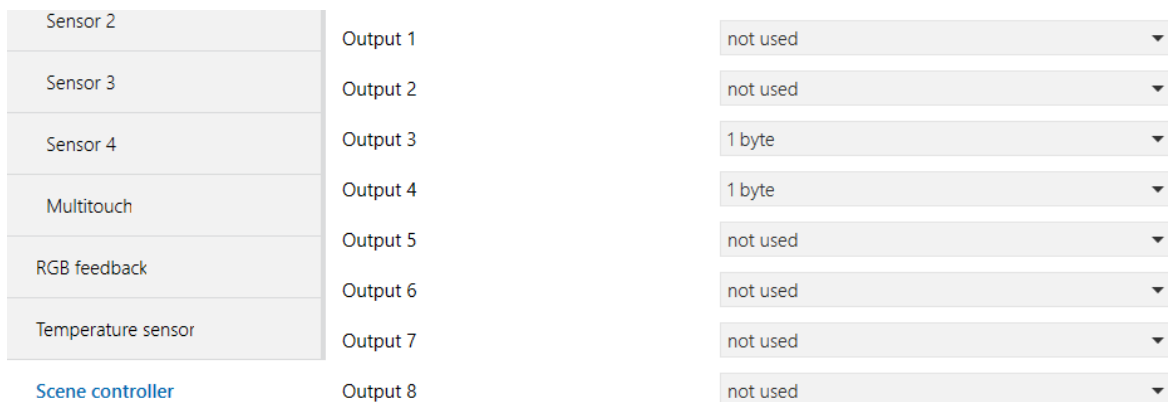 Sensor 2
Sensor 3
Sensor 4
Multitouch
RGB feedback
Temperature sensor
Scene controller
Output 1 not used
Output 2 not used
Output 3 1 byte
Output 4 1 byte
Output 5 not used
Output 6 not used
Output 7 not used
Output 8 not used